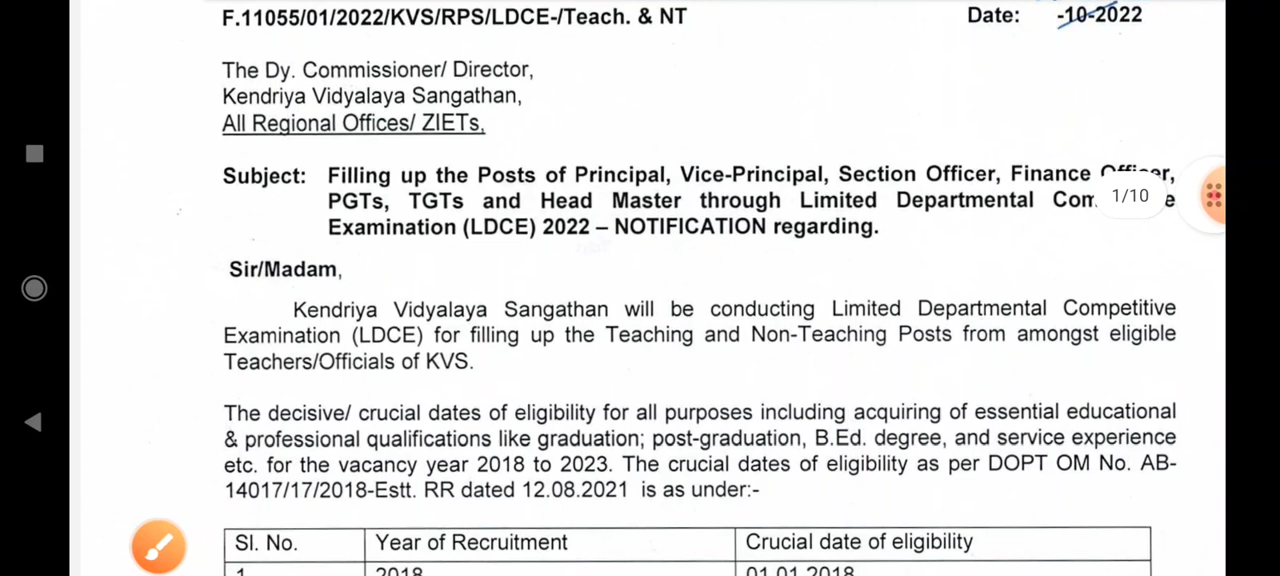 F.11055/01/2022/KVS/RPS/LDCE-/Teach. & NT Date: -10-2022
The Dy. Commissioner/ Director,
Kendriya Vidyalaya Sangathan,
All Regional Offices/ ZIETs,
Subject: Filling up the Posts of Principal, Vice-Principal, Section Officer, Finance Officer,
PGTs, TGTs and Head Master through Limited Departmental
1/10
Examination (LDCE) 2022 – NOTIFICATION regarding.
Sir/Madam,
Kendriya Vidyalaya Sangathan will be conducting Limited Departmental Competitive
Examination (LDCE) for filling up the Teaching and Non-Teaching Posts from amongst eligible
Teachers/Officials of KVS.
The decisive/ crucial dates of eligibility for all purposes including acquiring of essential educational
& professional qualifications like graduation; post-graduation, B.Ed. degree, and service experience
etc. for the vacancy year 2018 to 2023. The crucial dates of eligibility as per DOPT OM No. AB-
14017/17/2018-Estt. RR dated 12.08.2021 is as under:-
Sl. No. Year of Recruitment Crucial date of eligibility
1 2018 01.01.2018